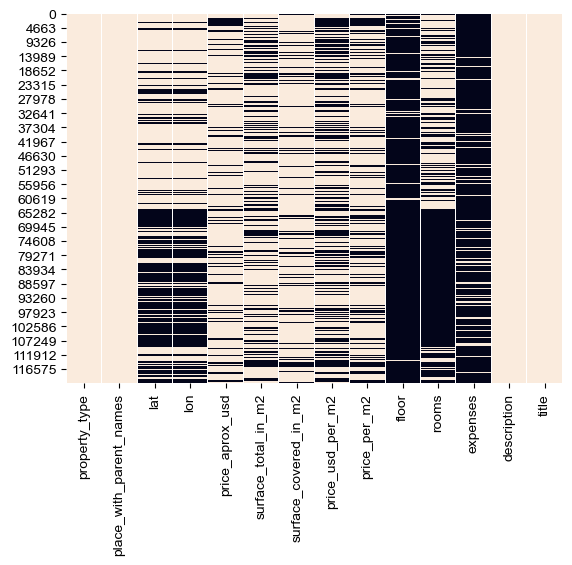 0
4663
9326
13989
18652
23315
27978
32641
37304
41967
46630
51293
55956
60619
65282
69945
74608
79271
83934
88597
93260
97923
102586
107249
111912
116575
property_type
place_with_parent_names
lat
lon
price_aprox_usd
surface_total_in_m2
surface_covered_in_m2
price_usd_per_m2
price_per_m2
floor
rooms
expenses
description
title